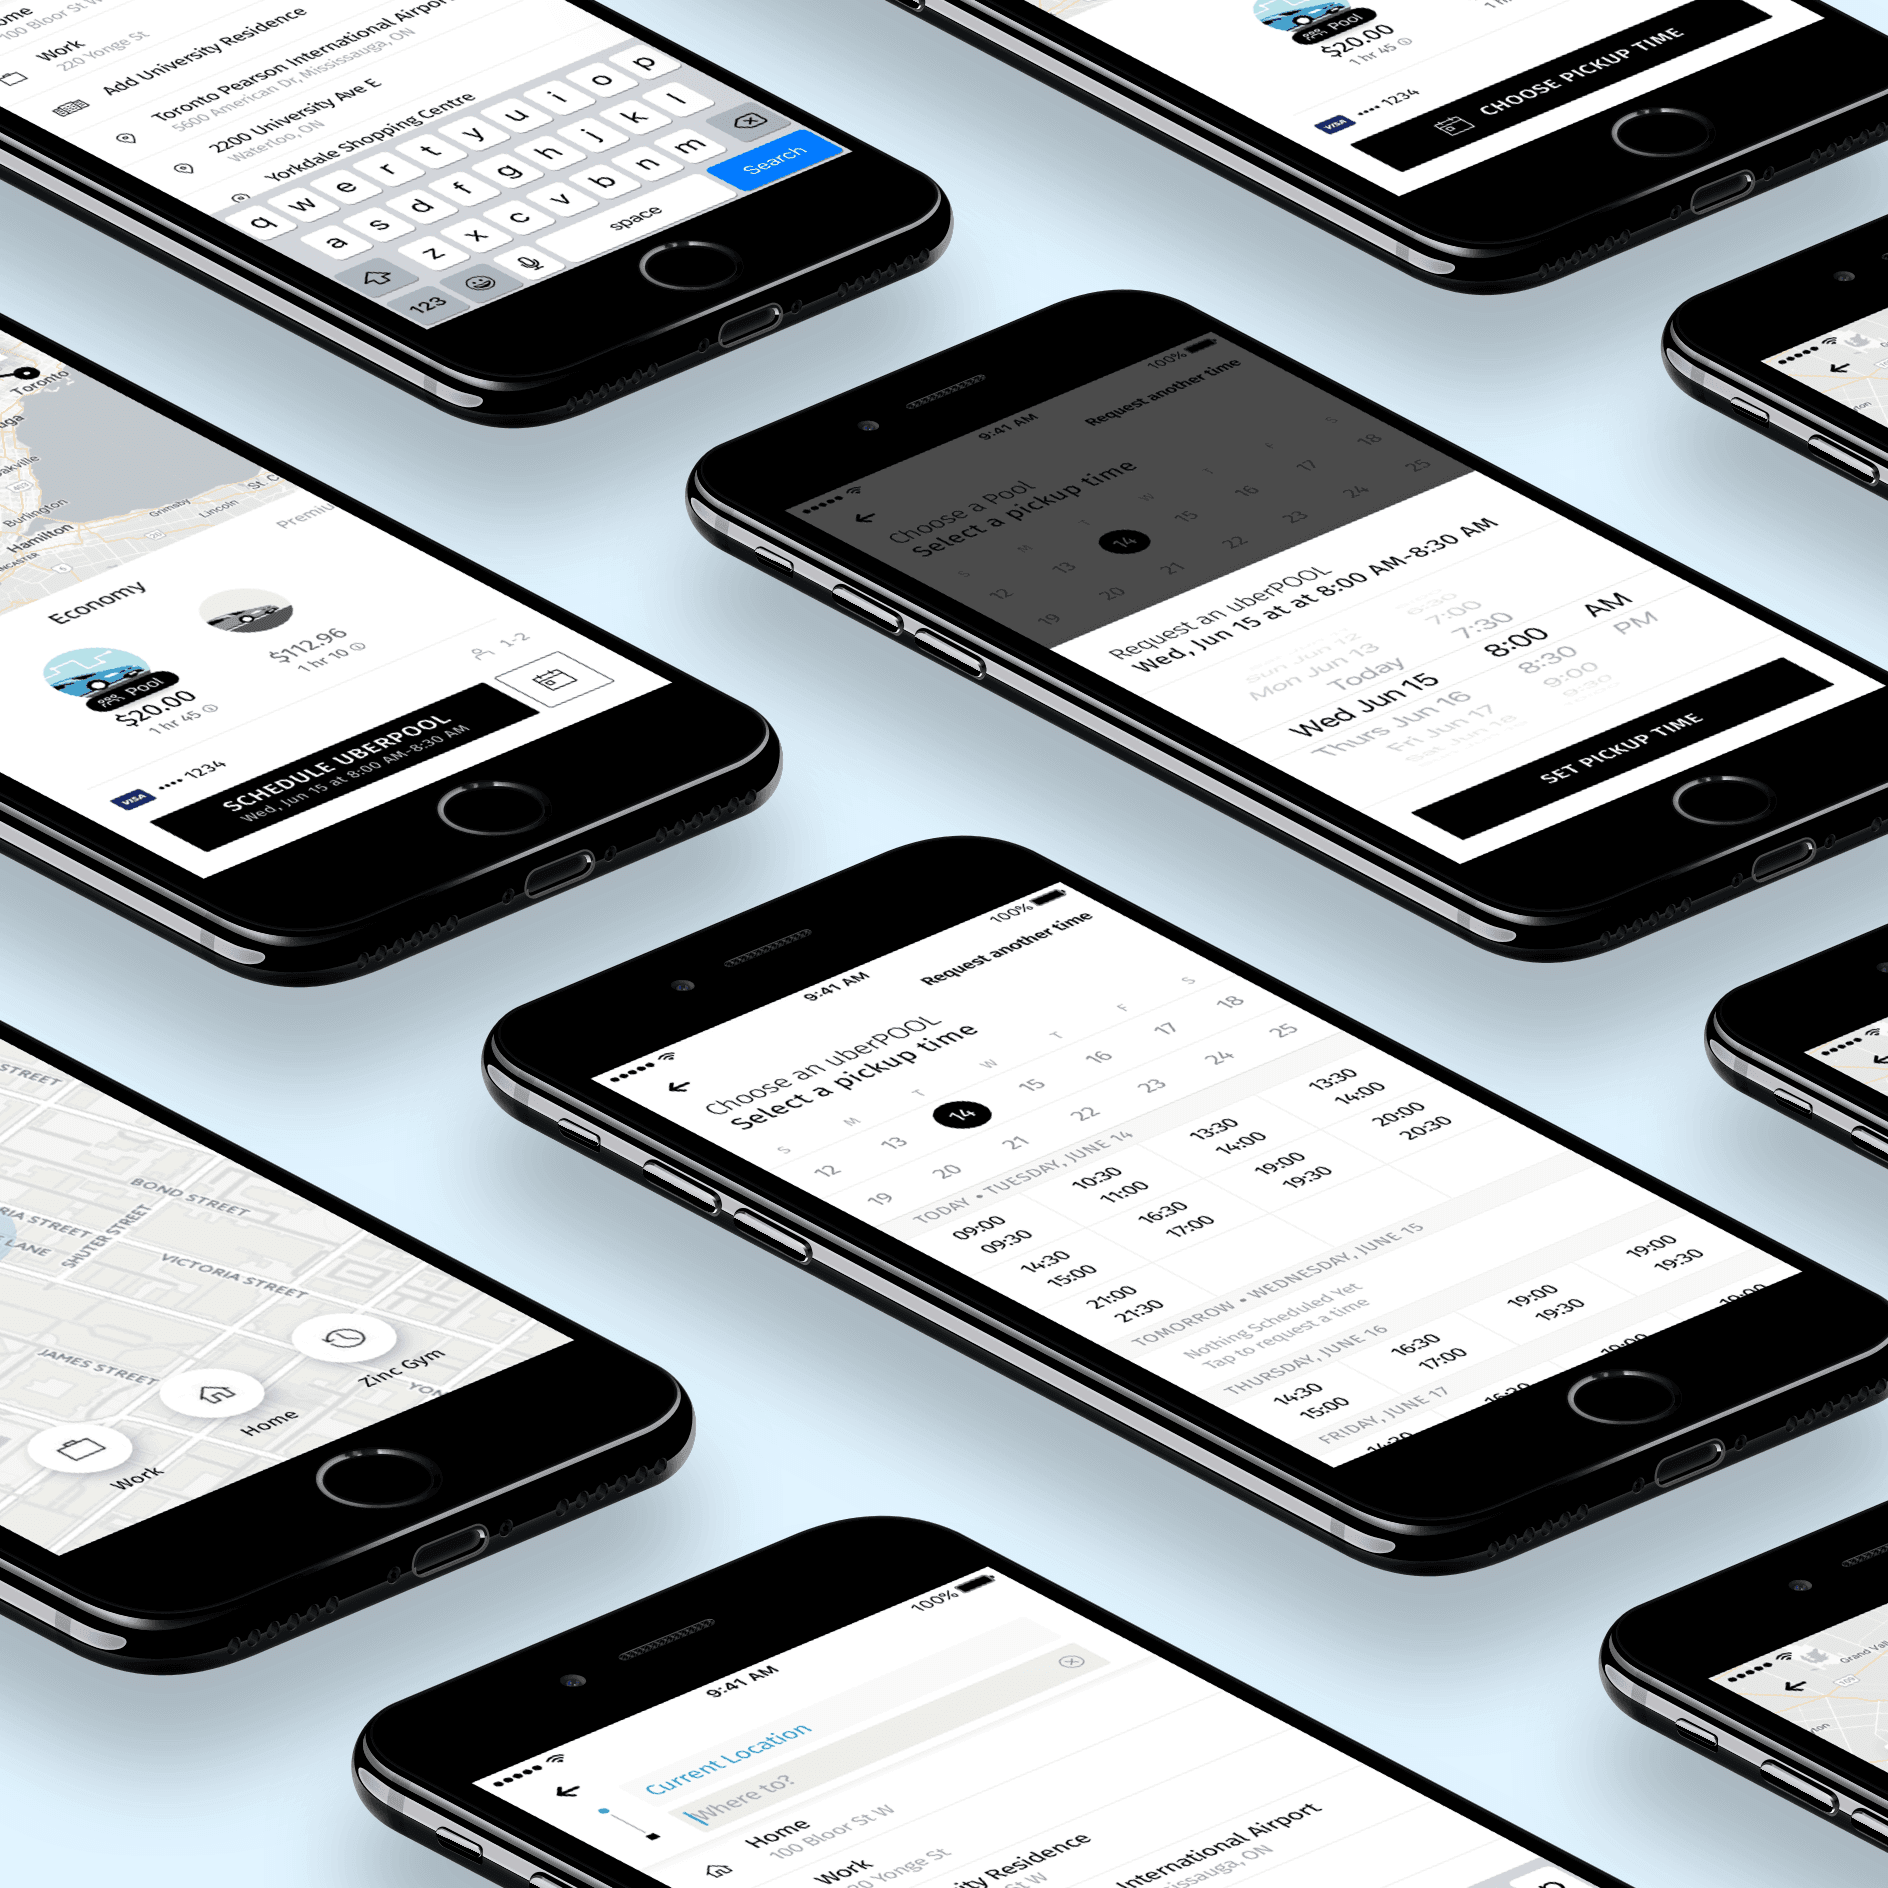 100 Bloor St W
Work
220 Yonge St
Add University Residence
Toronto Pearson International Airport
5600 American Dr, Mississauga, ON
2200 University Ave E
Waterloo, ON
Yorkdale Shopping Centre
q w e r t y u i o p
a s d f g h j k l
z x c v b n m
123
space
Search
Pool
$20.00
1 hr 45
VISA
•••• 1234
CHOOSE PICKUP TIME
Toronto
Burlington
Hamilton
Grimsby
Lincoln
403
Economy
Pool
$20.00
1 hr 45
$112.96
1 hr 10
1-2
VISA
•••• 1234
SCHEDULE UBERPOOL
Wed, Jun 15 at 8:00 AM-8:30 AM
9:41 AM
100%
Request another time
Choose a Pool
Select a pickup time
S M T W T F S
12 13 14 15 16 17 18
19 20 21 22 23 24 25
Request an uberPOOL
Wed, Jun 15 at at 8:00 AM-8:30 AM
Sun Jun 12
Mon Jun 13
Today
Wed Jun 15
Thurs Jun 16
Fri Jun 17
Sat Jun 18
6:30
7:00
7:30
8:00
8:30
9:00
9:30
AM
PM
SET PICKUP TIME
9:41 AM
100%
Request another time
Choose an uberPOOL
Select a pickup time
S M T W T F S
12 13 14 15 16 17 18
19 20 21 22 23 24 25
TODAY • TUESDAY, JUNE 14
09:00 10:30 13:30 13:30
09:30 11:00 14:00 14:00
14:30 16:30 19:00 20:00
15:00 17:00 19:30 20:30
21:00
21:30
TOMORROW • WEDNESDAY, JUNE 15
Nothing Scheduled Yet
Tap to request a time
THURSDAY, JUNE 16
14:30 16:30 19:00 19:00
15:00 17:00 19:30 19:30
FRIDAY, JUNE 17
14:30 16:30 19:00 19:00
STREET
BOND STREET
SHUTER STREET
LANE
VICTORIA STREET
JAMES STREET
Zinc Gym
Home
Work
9:41 AM
100%
Current Location
Where to?
Home
100 Bloor St W
Work
Yonge St
Residence
St W
International Airport
ON
109